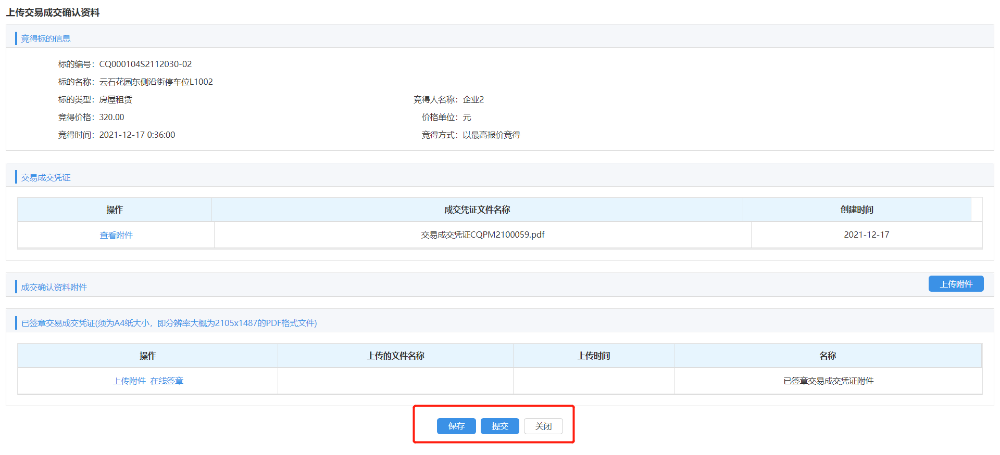 上传交易成交确认资料
竞得标的信息
标的编号：CQ000104S2112030-02
标的名称：云石花园东侧沿街停车位L1002
标的类型：房屋租赁 竞得人名称：企业2
竞得价格：320.00 价格单位：元
竞得时间：2021-12-17 0:36:00 竞得方式：以最高报价竞得
交易成交凭证
操作 成交凭证文件名称 创建时间
查看附件 交易成交凭证CQPM2100059.pdf 2021-12-17
成交确认资料附件 上传附件
已签章交易成交凭证(须为A4纸大小，即分辨率大概为2105x1487的PDF格式文件)
操作 上传的文件名称 上传时间 名称
上传附件 在线签章 已签章交易成交凭证附件
保存 提交 关闭